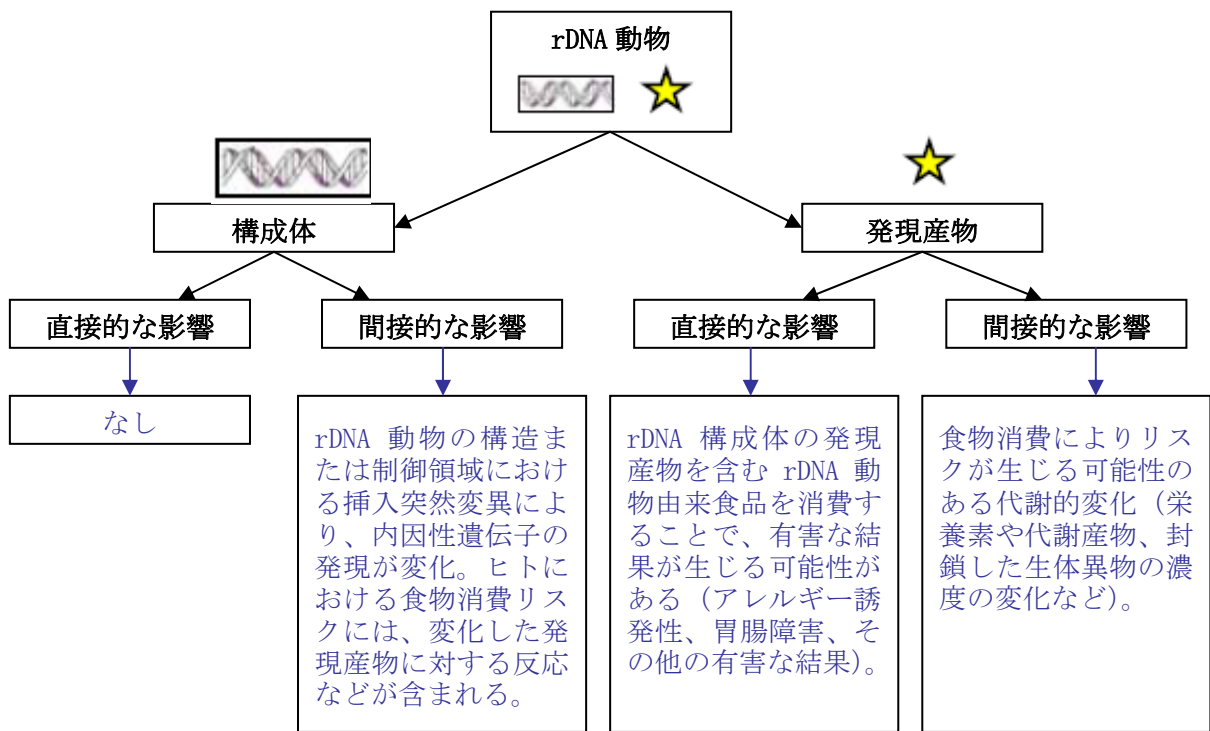 rDNA 動物
構成体
発現産物
直接的な影響
間接的な影響
直接的な影響
間接的な影響
なし
rDNA 動物の構造ま
たは制御領域におけ
る挿入突然変異によ
り、内因性遺伝子の
発現が変化。ヒトに
おける食物消費リス
クには、変化した発
現産物に対する反応
などが含まれる。
rDNA 構成体の発現
産物を含む rDNA 動
物由来食品を消費す
ることで、有害な結
果が生じる可能性が
ある（アレルギー誘
発性、胃腸障害、そ
の他の有害な結果）。
食物消費によりリス
クが生じる可能性の
ある代謝的変化（栄
養素や代謝産物、封
鎖した生体異物の濃
度の変化など）。